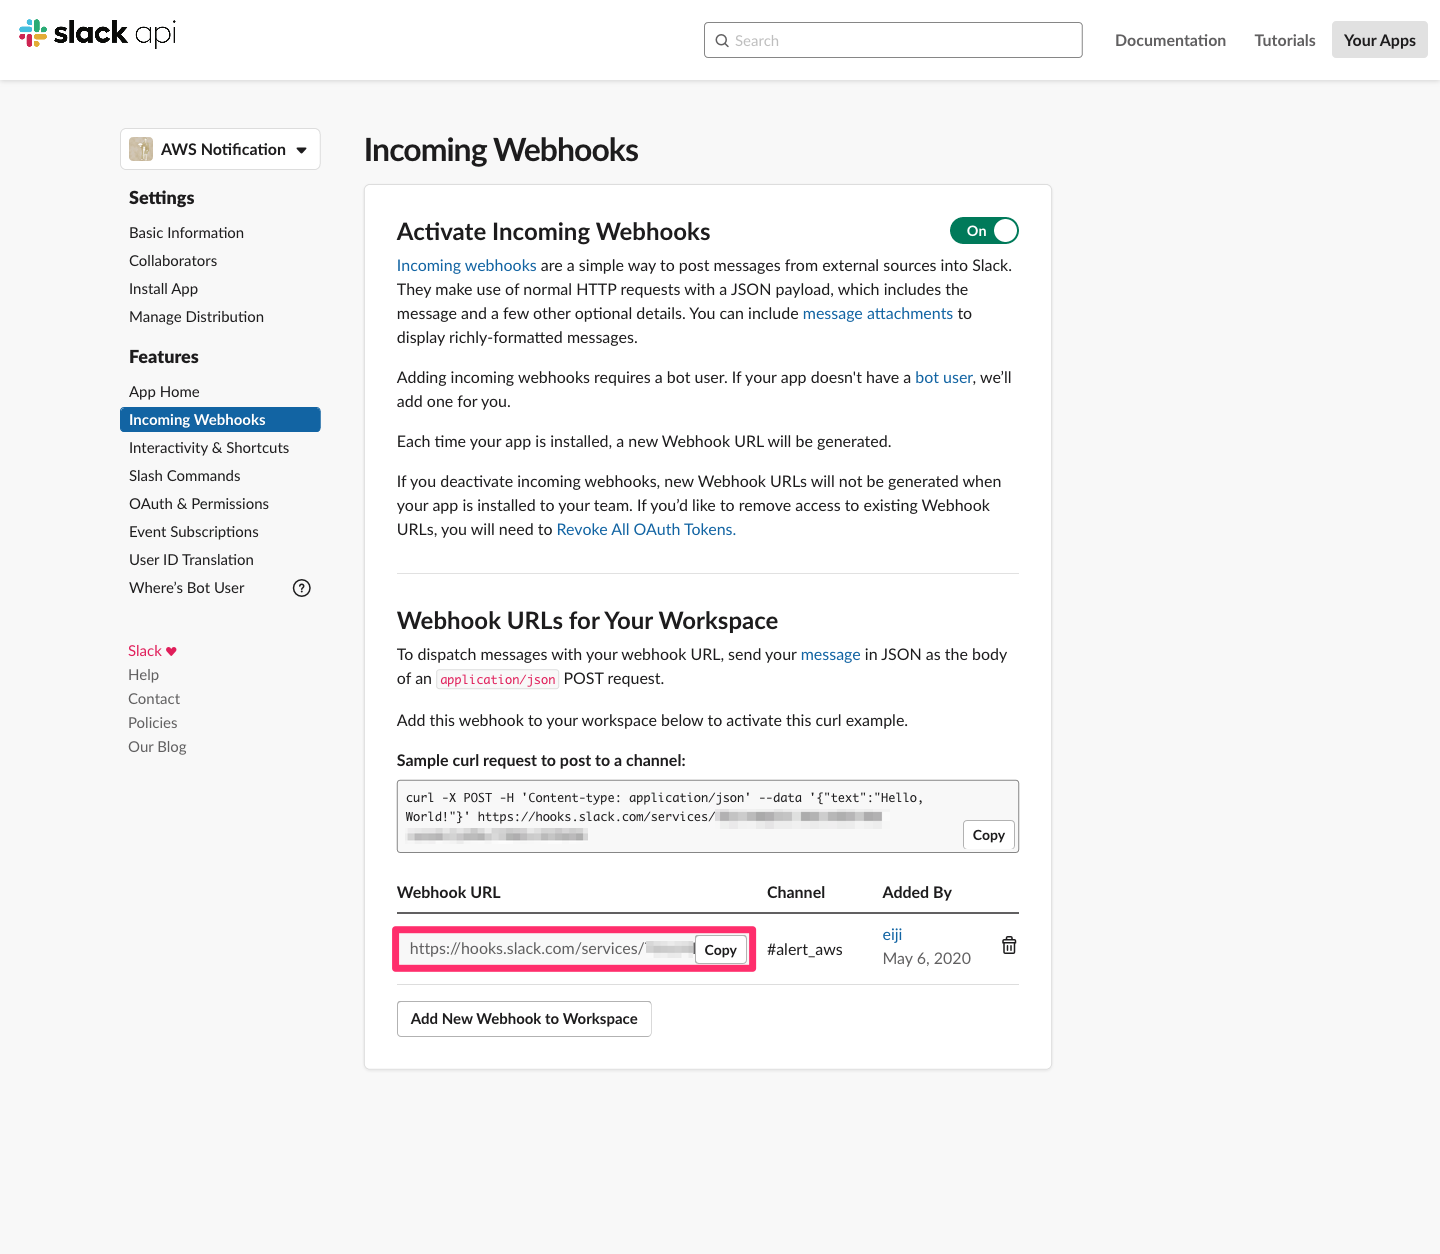 slack api
Search
Documentation
Tutorials
Your Apps
AWS Notification
Settings
Basic Information
Collaborators
Install App
Manage Distribution
Features
App Home
Incoming Webhooks
Interactivity & Shortcuts
Slash Commands
OAuth & Permissions
Event Subscriptions
User ID Translation
Where’s Bot User
Slack
Help
Contact
Policies
Our Blog
Incoming Webhooks
Activate Incoming Webhooks
On
Incoming webhooks are a simple way to post messages from external sources into Slack.
They make use of normal HTTP requests with a JSON payload, which includes the
message and a few other optional details. You can include message attachments to
display richly-formatted messages.
Adding incoming webhooks requires a bot user. If your app doesn't have a bot user, we’ll
add one for you.
Each time your app is installed, a new Webhook URL will be generated.
If you deactivate incoming webhooks, new Webhook URLs will not be generated when
your app is installed to your team. If you’d like to remove access to existing Webhook
URLs, you will need to Revoke All OAuth Tokens.
Webhook URLs for Your Workspace
To dispatch messages with your webhook URL, send your message in JSON as the body
of an application/json POST request.
Add this webhook to your workspace below to activate this curl example.
Sample curl request to post to a channel:
curl -X POST -H 'Content-type: application/json' --data '{"text":"Hello,
World!"}' https://hooks.slack.com/services/
Copy
Webhook URL
Channel
Added By
https://hooks.slack.com/services/
Copy
#alert_aws
eiji
May 6, 2020
Add New Webhook to Workspace